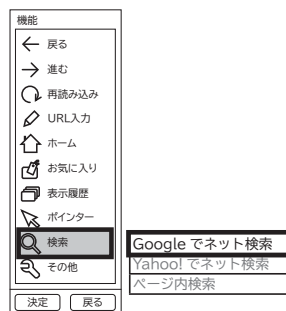 機能
戻る
進む
再読み込み
URL入力
ホーム
お気に入り
表示履歴
ポインター
検索
その他
決定
戻る
Google でネット検索
Yahoo! でネット検索
ページ内検索